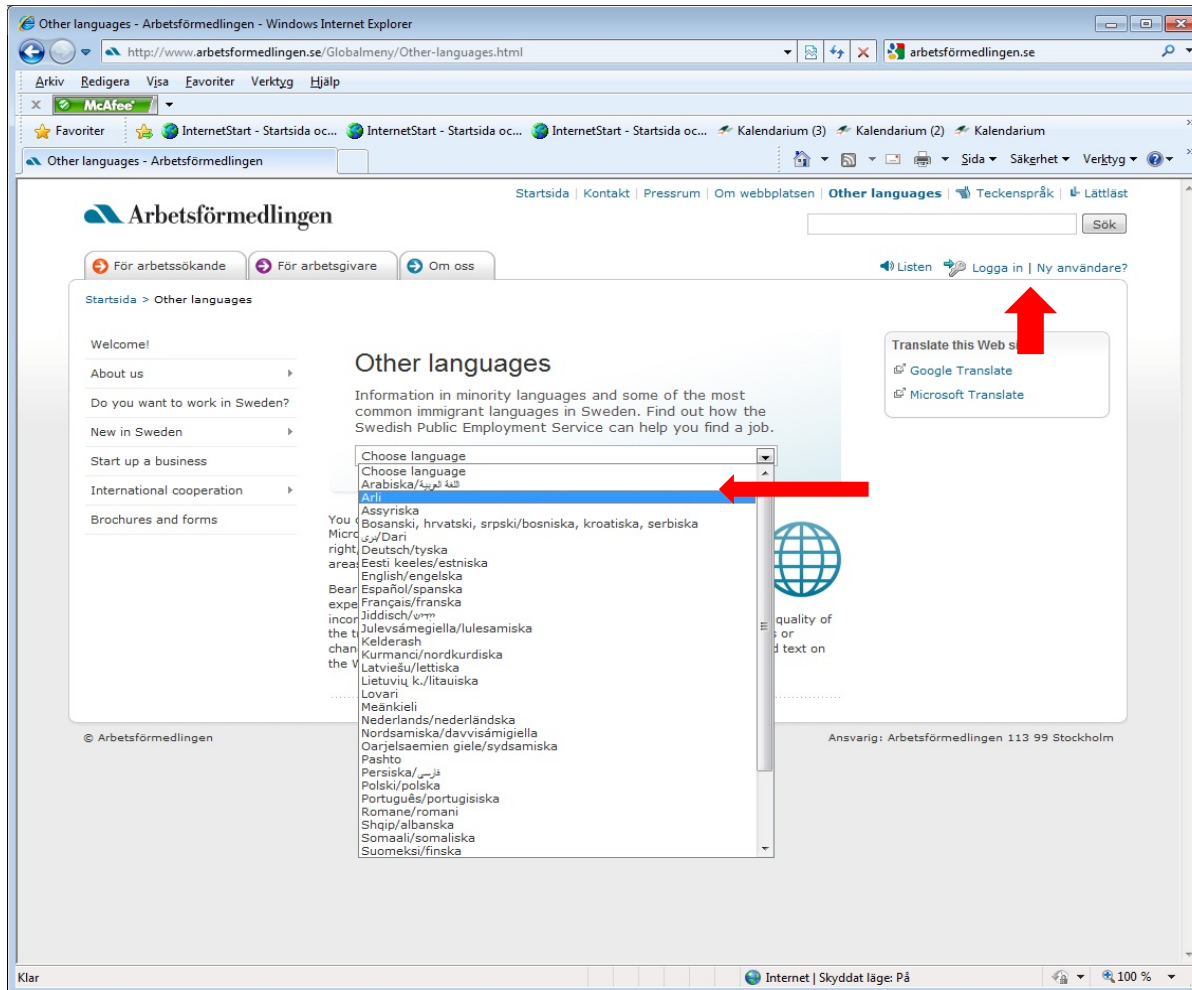 Other languages - Arbetsförmedlingen - Windows Internet Explorer
http://www.arbetsformedlingen.se/Globalmeny/Other-languages.html
arbetsförmedlingen.se
Arkiv Redigera Visa Favoriter Verktyg Hjälp
x McAfee
Favoriter InternetStart - Startsida oc... InternetStart - Startsida oc... InternetStart - Startsida oc... Kalendarium (3) Kalendarium (2) Kalendarium
Other languages - Arbetsförmedlingen
Sida Säkerhet Verktyg
Startsida | Kontakt | Pressrum | Om webbplatsen | Other languages | Teckenspråk | Lättläst
Arbetsförmedlingen
Sök
För arbetssökande För arbetsgivare Om oss
Listen Logga in | Ny användare?
Startsida > Other languages
Welcome!
About us
Do you want to work in Sweden?
New in Sweden
Start up a business
International cooperation
Brochures and forms
Other languages
Information in minority languages and some of the most
common immigrant languages in Sweden. Find out how the
Swedish Public Employment Service can help you find a job.
Choose language
Choose language
Arabiska/اللغة العربية
Arli
Assyriska
Bosanski, hrvatski, srpski/bosniska, kroatiska, serbiska
/Dari
Deutsch/tyska
Eesti keeles/estniska
English/engelska
Español/spanska
Français/franska
Jiddisch/ייִדיש
Julevsámegiella/lulesamiska
Kelderash
Kurmanci/nordkurdiska
Latviešu/lettiska
Lietuvių k./litauiska
Lovari
Meänkieli
Nederlands/nederländska
Nordsamiska/davvisámigiella
Oarjelsaemien giele/sydsamiska
Pashto
Persiska/فارسی
Polski/polska
Português/portugisiska
Romane/romani
Shqip/albanska
Somaali/somaliska
Suomeksi/finska
You
right,
Bear
the
the
quality of
or
text on
Translate this Web
Google Translate
Microsoft Translate
© Arbetsförmedlingen
Ansvarig: Arbetsförmedlingen 113 99 Stockholm
Klar
Internet | Skyddat läge: På
100 %